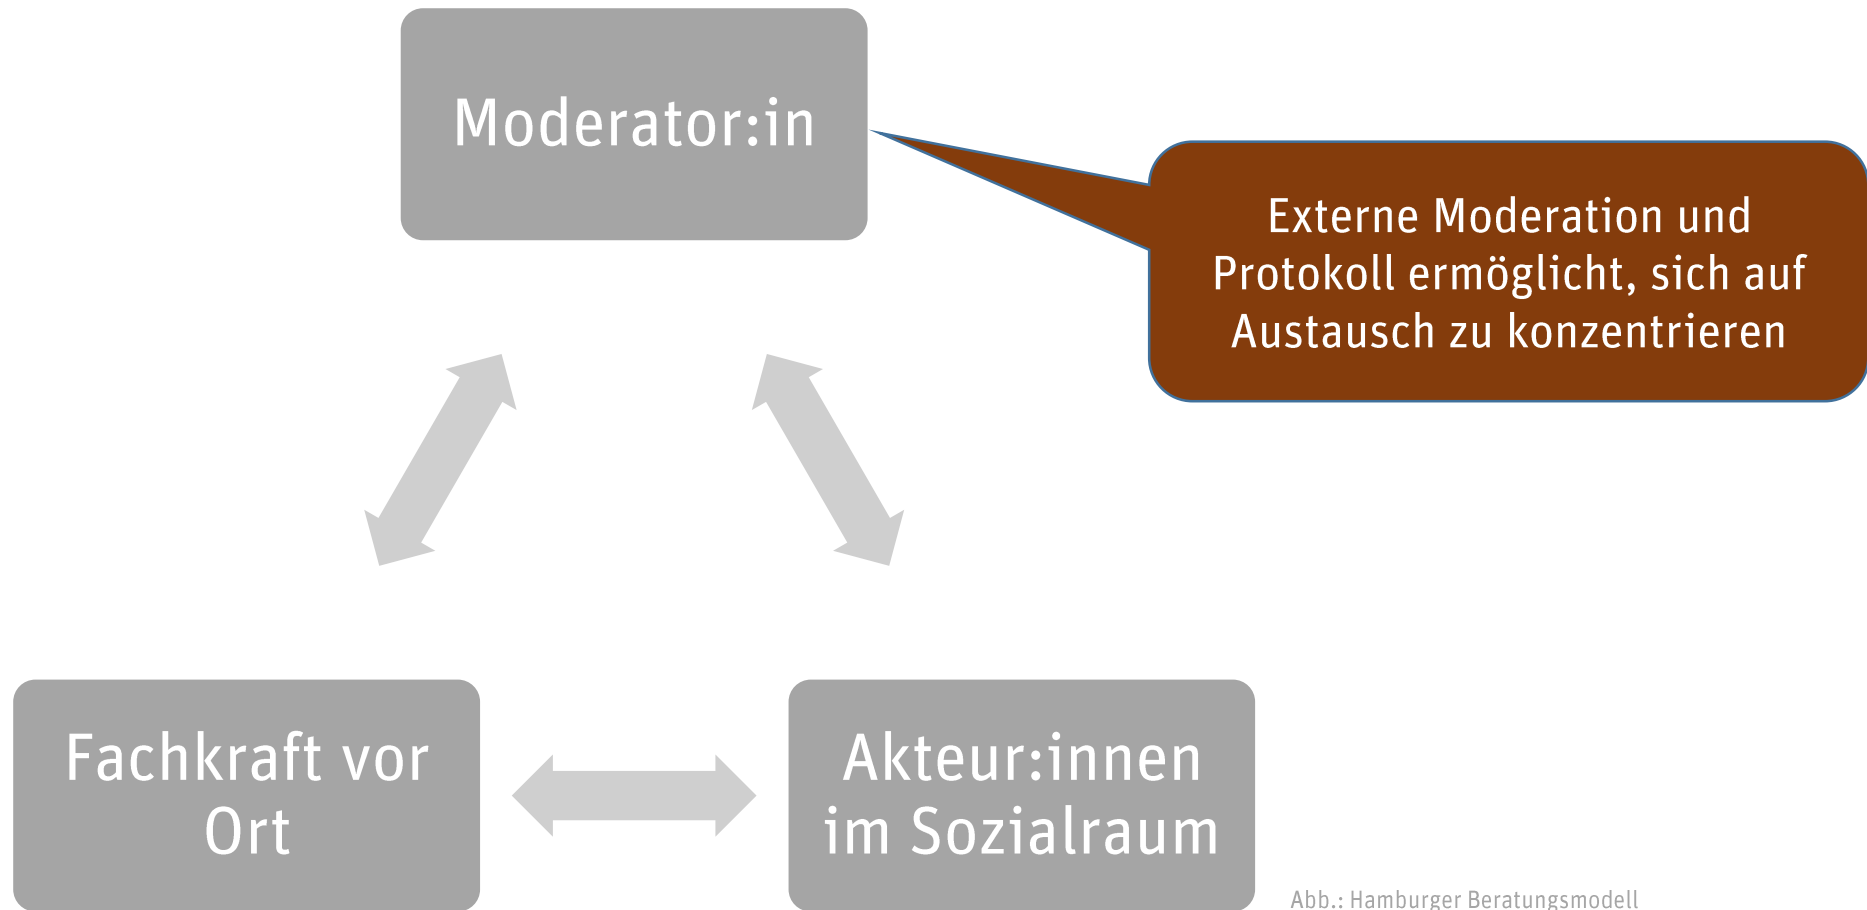 Moderator:in
Externe Moderation und
Protokoll ermöglicht, sich auf
Austausch zu konzentrieren
Fachkraft vor
Ort
Akteur:innen
im Sozialraum
Abb.: Hamburger Beratungsmodell